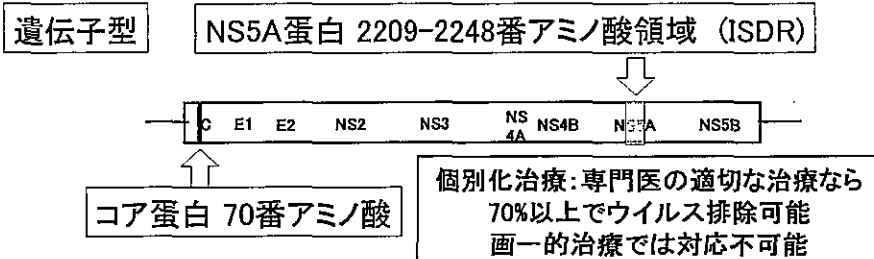 遺伝子型
NS5A蛋白 2209-2248番アミノ酸領域 (ISDR)
C E1 E2 NS2 NS3 NS4A NS4B NS5A NS5B
コア蛋白 70番アミノ酸
個別化治療:専門医の適切な治療なら
70%以上でウイルス排除可能
画一的治療では対応不可能